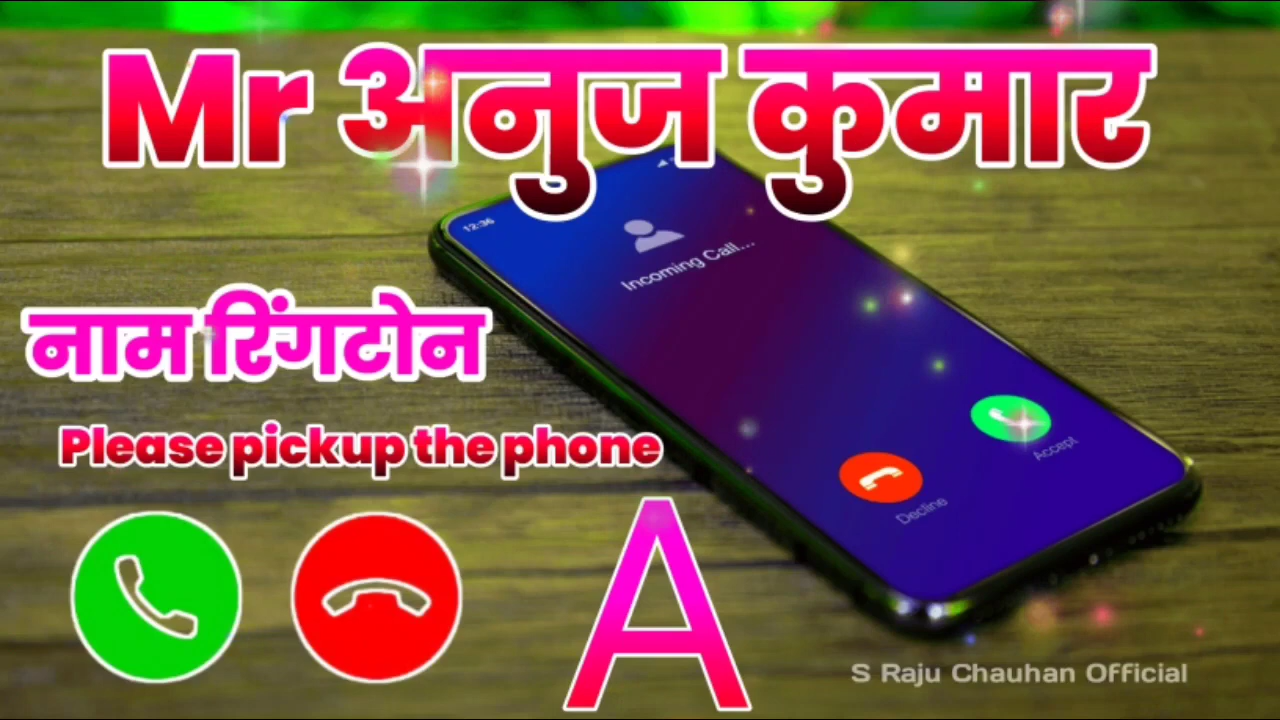 Mr अनुज कुमार
12:36
Incoming Call...
नाम रिंगटोन
Please pickup the phone
Accept
Decline
A
S Raju Chauhan Official